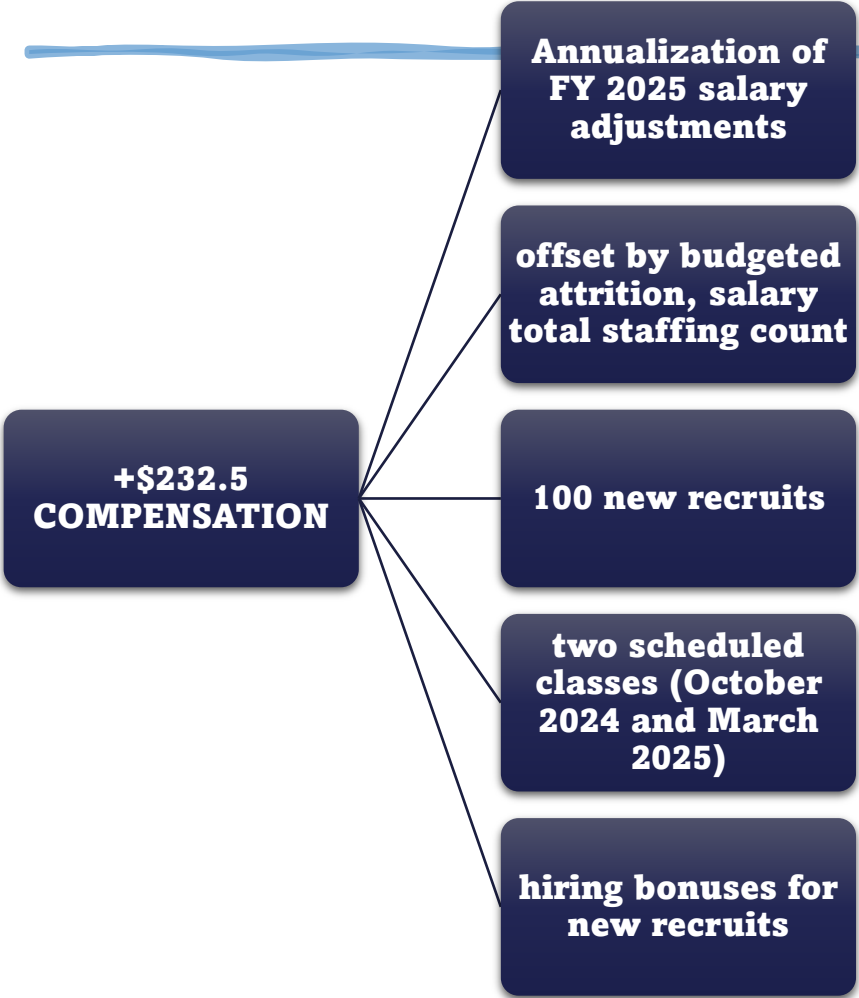 Annualization of
FY 2025 salary
adjustments
offset by budgeted
attrition, salary
total staffing count
+$232.5
COMPENSATION
100 new recruits
two scheduled
classes (October
2024 and March
2025)
hiring bonuses for
new recruits